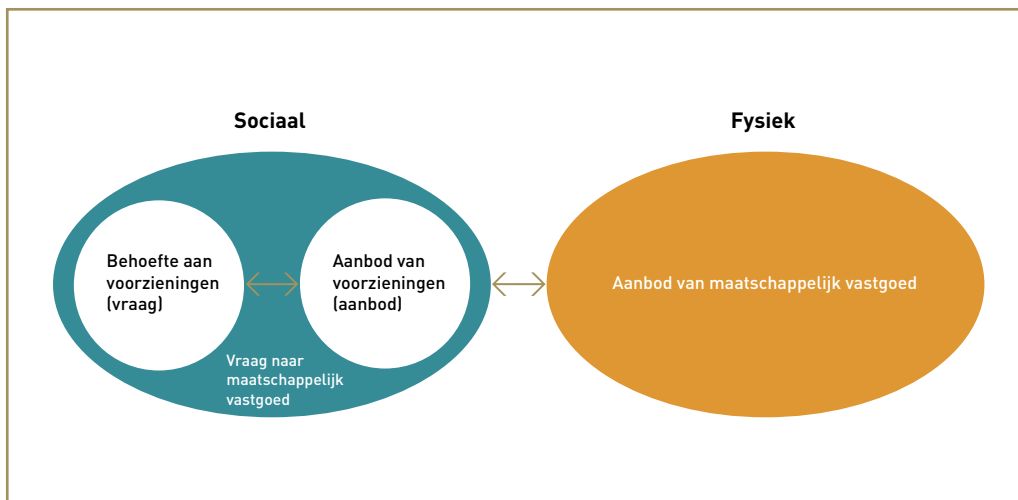 Sociaal
Fysiek
Behoefte aan
voorzieningen
(vraag)
Aanbod van
voorzieningen
(aanbod)
Vraag naar
maatschappelijk
vastgoed
Aanbod van maatschappelijk vastgoed